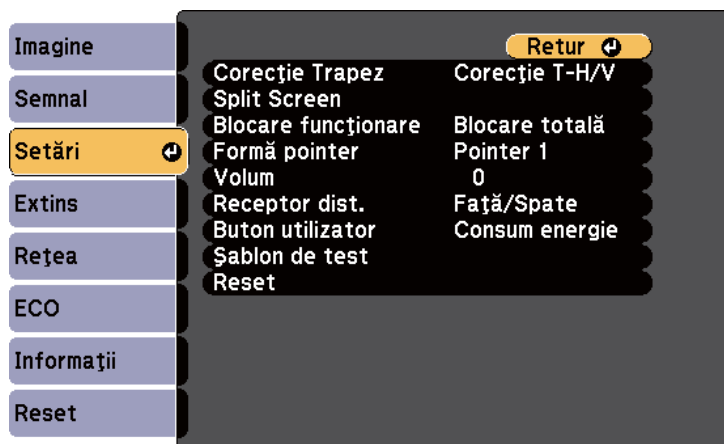 Imagine
Semnal
Setări
Extins
Reţea
ECO
Informaţii
Reset
Retur
Corecţie Trapez Corecţie T-H/V
Split Screen
Blocare funcţionare Blocare totală
Formă pointer Pointer 1
Volum 0
Receptor dist. Faţă/Spate
Buton utilizator Consum energie
Şablon de test
Reset